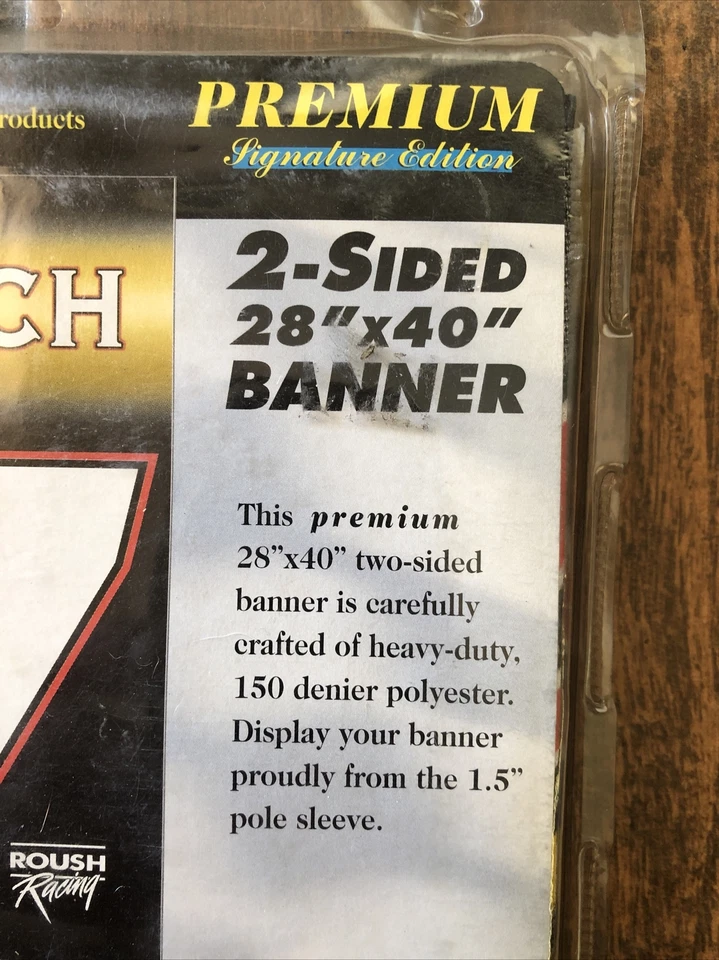 roducts
PREMIUM
Signature Edition
CH
7
ROUSH
Racing
2-SIDED
28"x40"
BANNER
This premium
28”x40” two-sided
banner is carefully
crafted of heavy-duty,
150 denier polyester.
Display your banner
proudly from the 1.5”
pole sleeve.